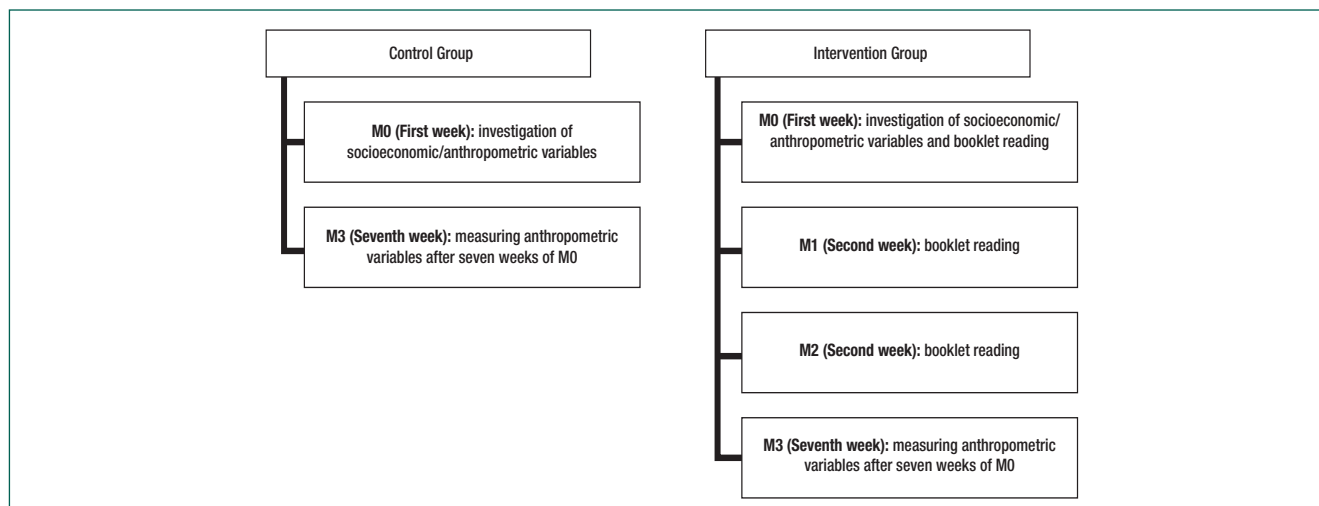 Control Group
M0 (First week): investigation of
socioeconomic/anthropometric variables
M3 (Seventh week): measuring anthropometric
variables after seven weeks of M0
Intervention Group
M0 (First week): investigation of socioeconomic/
anthropometric variables and booklet reading
M1 (Second week): booklet reading
M2 (Second week): booklet reading
M3 (Seventh week): measuring anthropometric
variables after seven weeks of M0